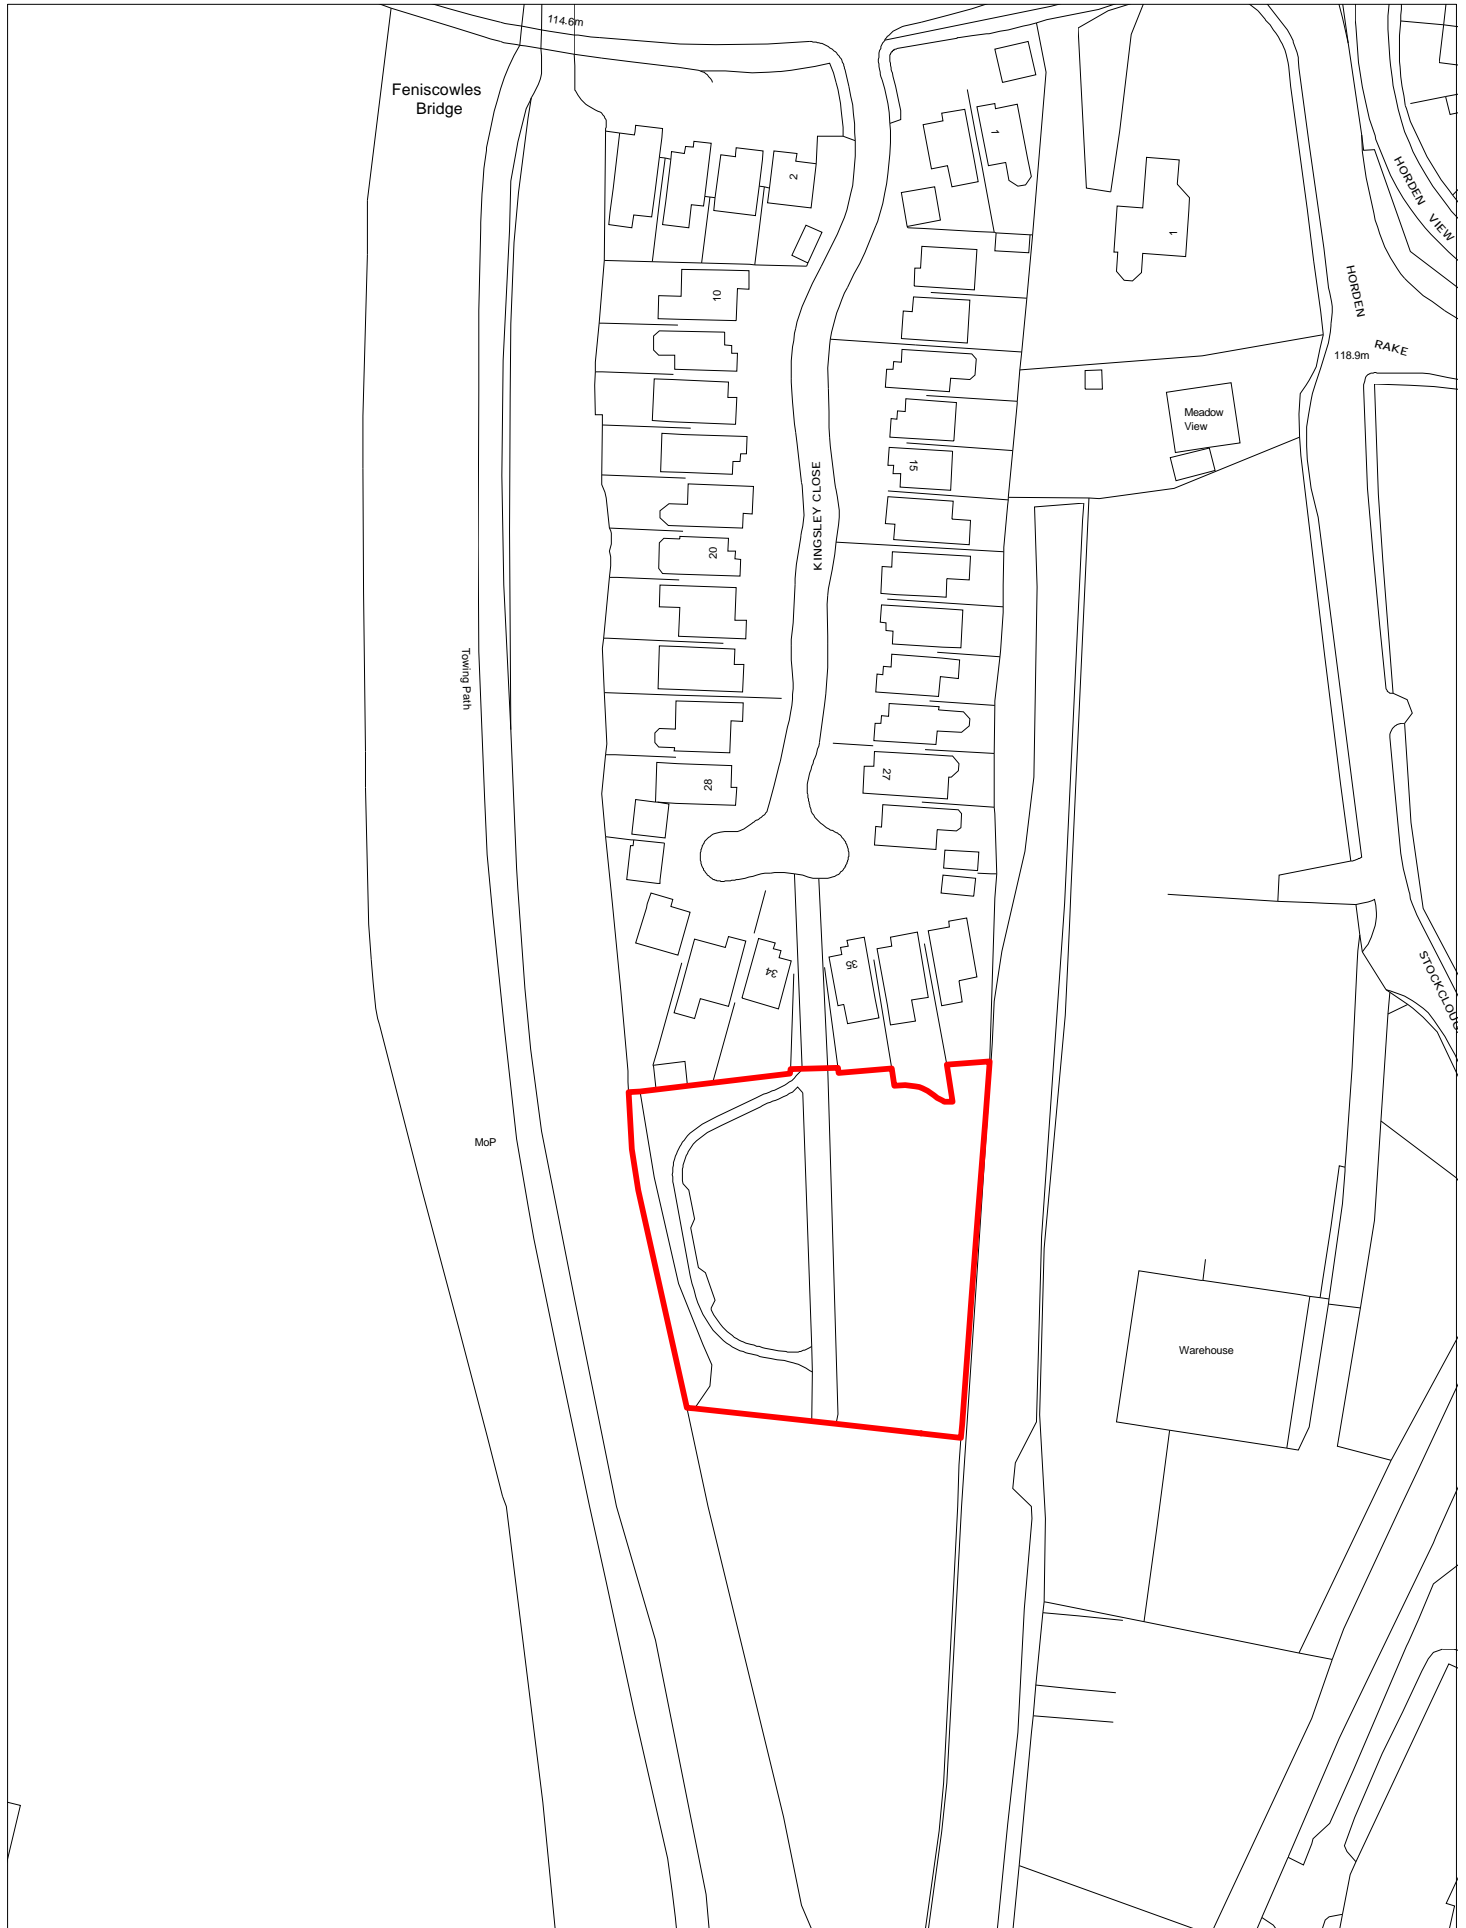 114.6m
Feniscowles
Bridge
1
2
HORDEN VIEW
1
10
HORDEN
RAKE
118.9m
Meadow
View
15
KINGSLEY CLOSE
20
Towing Path
27
28
34
35
STOCKCLOUG
MoP
Warehouse